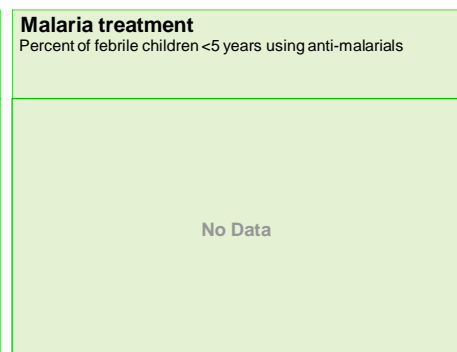 Malaria treatment
Percent of febrile children <5 years using anti-malarials
No Data